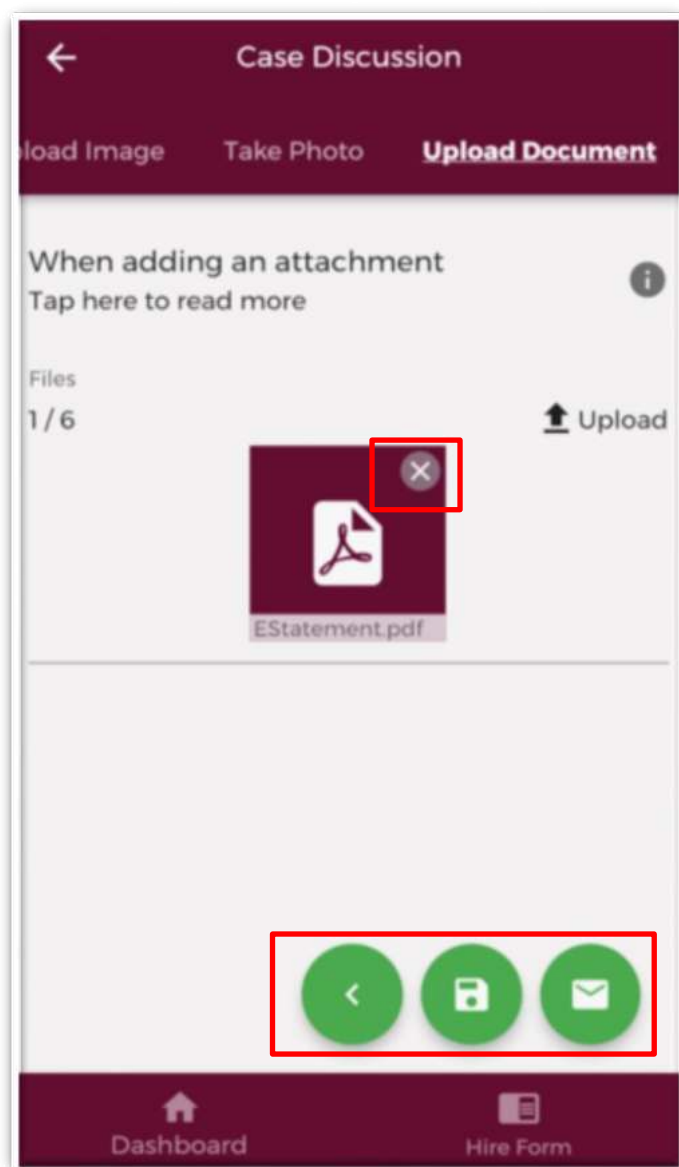 Case Discussion
load Image Take Photo Upload Document
When adding an attachment
Tap here to read more
Files
1 / 6
Upload
EStatement.pdf
Dashboard Hire Form